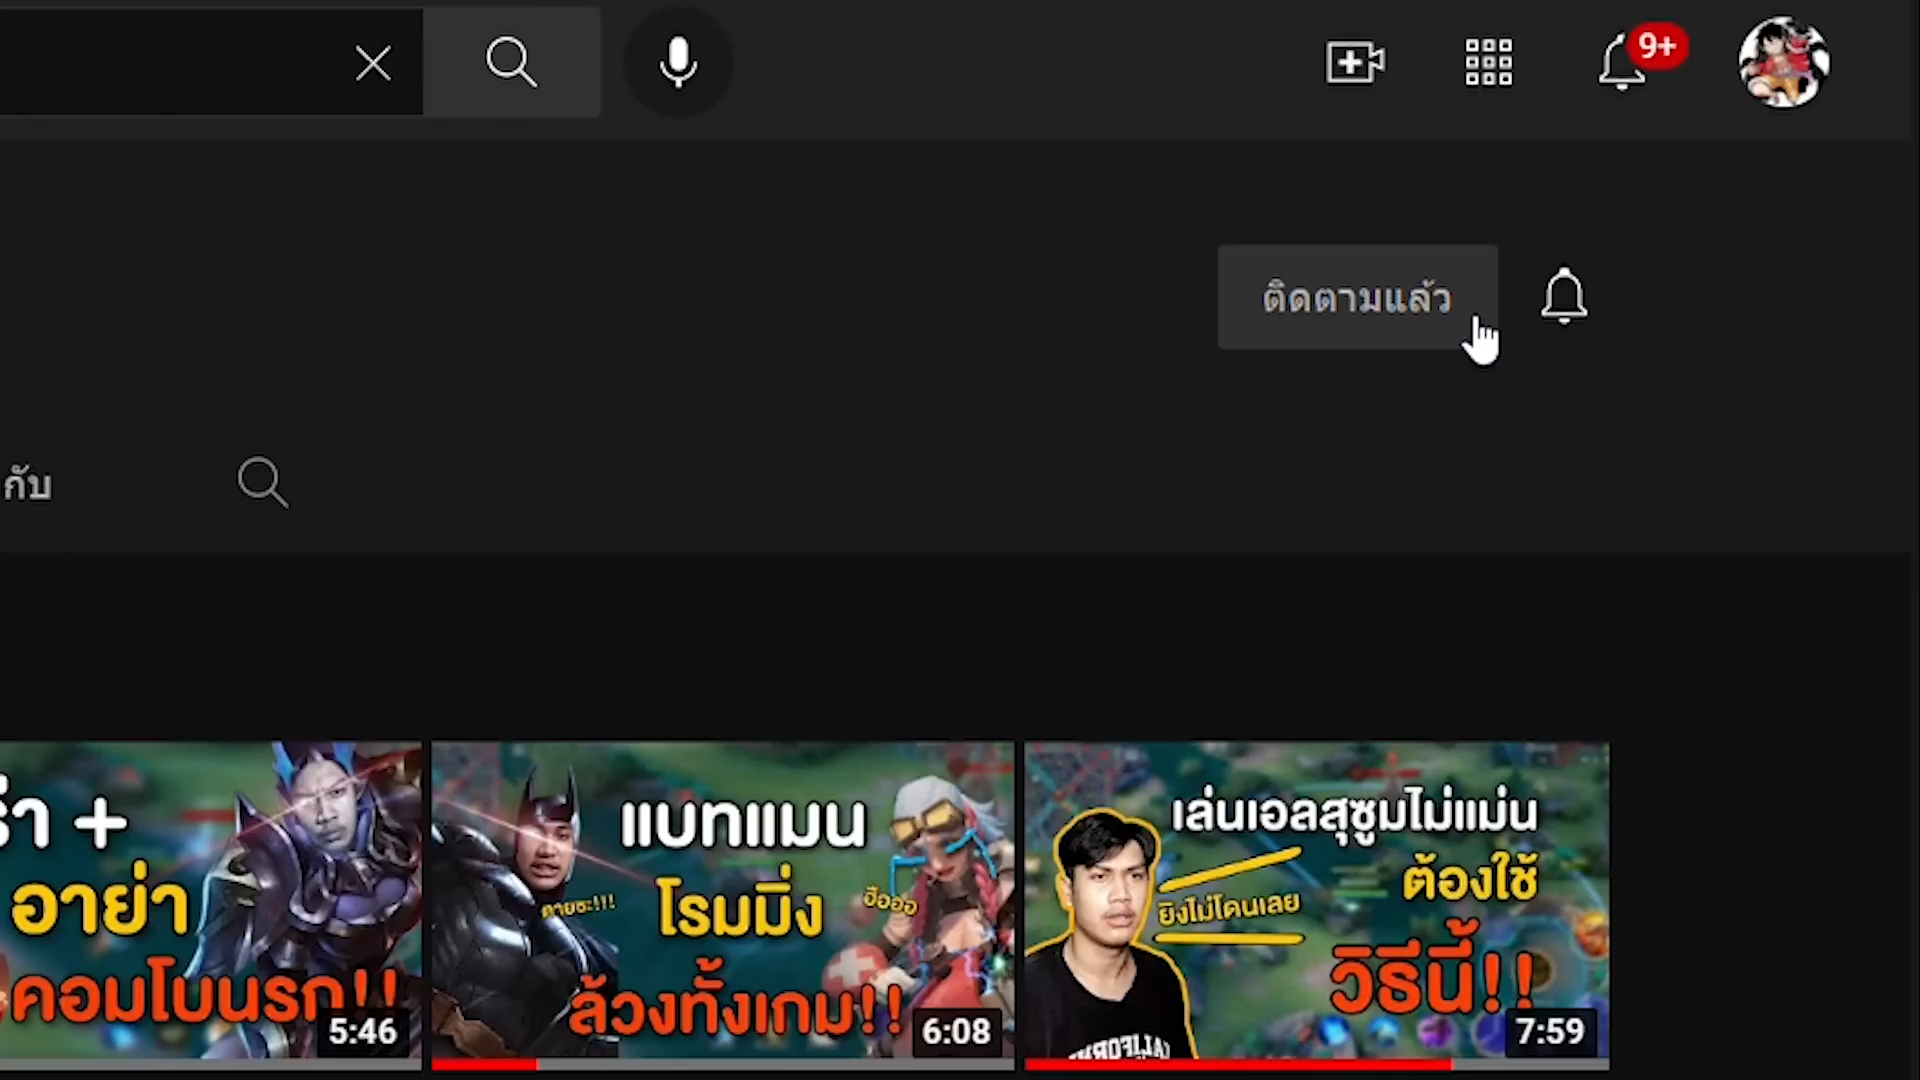 9+
ติดตามแล้ว
กับ
ร่า +
อาย่า
คอมโบนรก!!
5:46
แบทแมน
โรมมิ่ง
ล้วงทั้งเกม!!
ตายซะ!!!
ฮืออออ
6:08
เล่นเอลสุซูมไม่แม่น
ต้องใช้
ยิงไม่โดนเลย
วิธีนี้!!
7:59